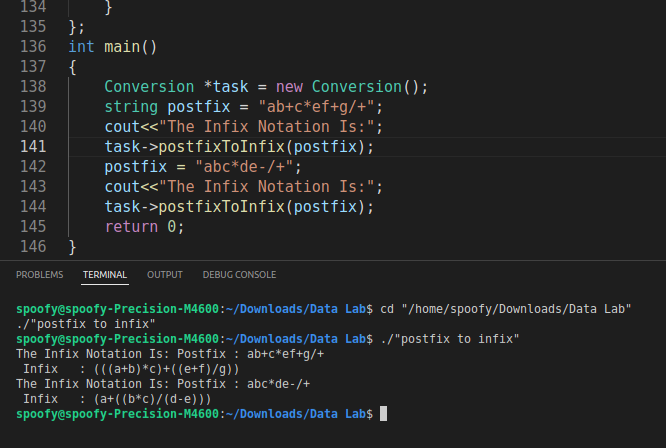 134 }
135 };
136 int main()
137 {
138 Conversion *task = new Conversion();
139 string postfix = "ab+c*ef+g/+";
140 cout<<"The Infix Notation Is:";
141 task->postfixToInfix(postfix);
142 postfix = "abc*de-/+";
143 cout<<"The Infix Notation Is:";
144 task->postfixToInfix(postfix);
145 return 0;
146 }
PROBLEMS TERMINAL OUTPUT DEBUG CONSOLE
spoofy@spoofy-Precision-M4600:~/Downloads/Data Lab$ cd "/home/spoofy/Downloads/Data Lab"
./"postfix to infix"
spoofy@spoofy-Precision-M4600:~/Downloads/Data Lab$ ./"postfix to infix"
The Infix Notation Is: Postfix : ab+c*ef+g/+
Infix : (((a+b)*c)+((e+f)/g))
The Infix Notation Is: Postfix : abc*de-/+
Infix : (a+((b*c)/(d-e)))
spoofy@spoofy-Precision-M4600:~/Downloads/Data Lab$